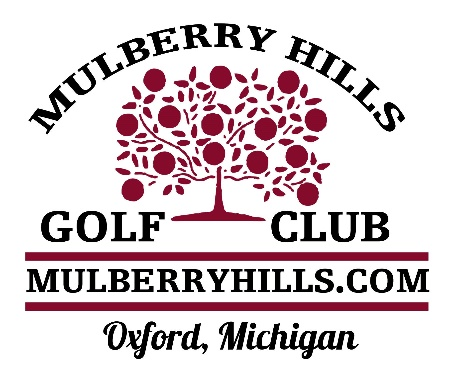 MULBERRY HILLS
GOLF CLUB
MULBERRYHILLS.COM
Oxford, Michigan